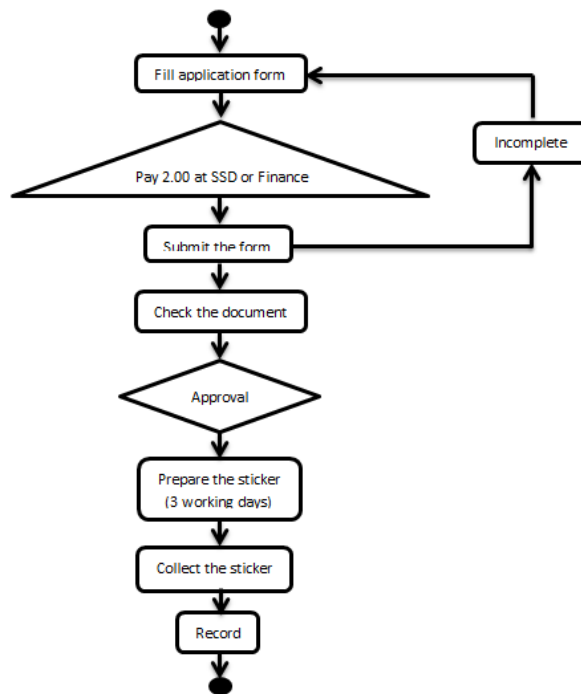 Fill application form
Incomplete
Pay 2.00 at SSD or Finance
Submit the form
Check the document
Approval
Prepare the sticker
(3 working days)
Collect the sticker
Record